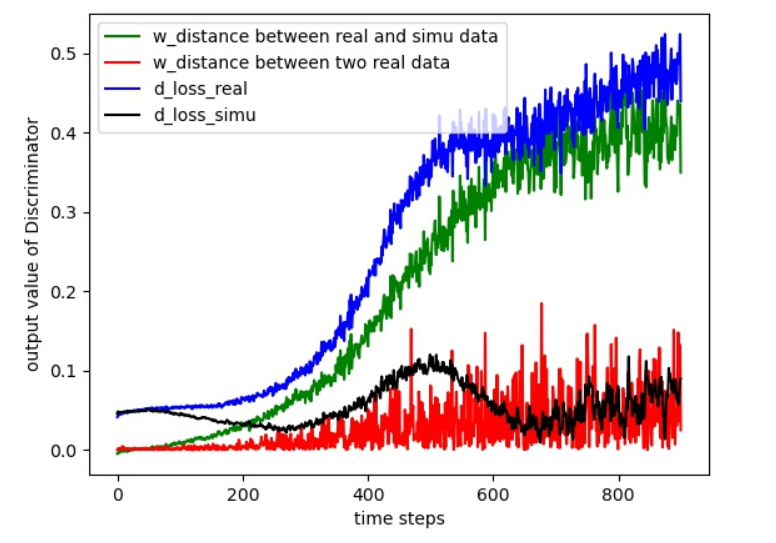 w_distance between real and simu data
w_distance between two real data
d_loss_real
d_loss_simu
output value of Discriminator
0.5
0.4
0.3
0.2
0.1
0.0
0 200 400 600 800
time steps